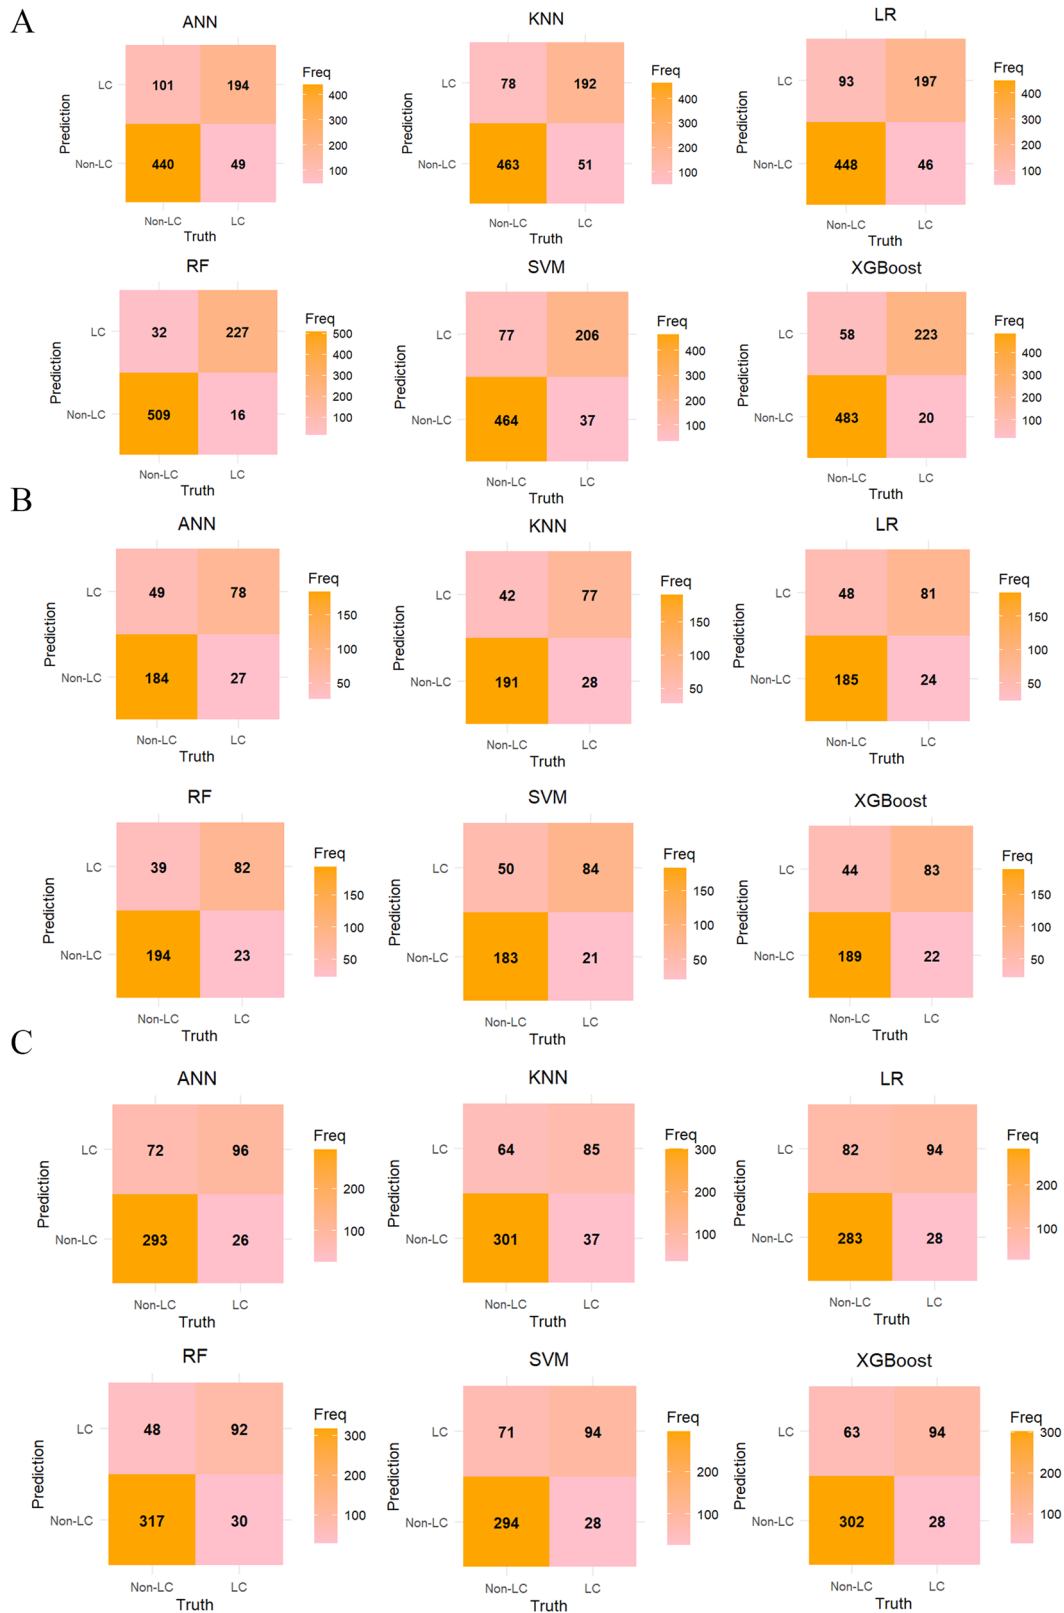 A
ANN
Prediction
LC
101 194
Non-LC
440 49
Non-LC LC
Truth
Freq
400
300
200
100
KNN
Prediction
LC
78 192
Non-LC
463 51
Non-LC LC
Truth
Freq
400
300
200
100
LR
Prediction
LC
93 197
Non-LC
448 46
Non-LC LC
Truth
Freq
400
300
200
100
RF
Prediction
LC
32 227
Non-LC
509 16
Non-LC LC
Truth
Freq
500
400
300
200
100
SVM
Prediction
LC
77 206
Non-LC
464 37
Non-LC LC
Truth
Freq
400
300
200
100
XGBoost
Prediction
LC
58 223
Non-LC
483 20
Non-LC LC
Truth
Freq
400
300
200
100
B
ANN
Prediction
LC
49 78
Non-LC
184 27
Non-LC LC
Truth
Freq
150
100
50
KNN
Prediction
LC
42 77
Non-LC
191 28
Non-LC LC
Truth
Freq
150
100
50
LR
Prediction
LC
48 81
Non-LC
185 24
Non-LC LC
Truth
Freq
150
100
50
RF
Prediction
LC
39 82
Non-LC
194 23
Non-LC LC
Truth
Freq
150
100
50
SVM
Prediction
LC
50 84
Non-LC
183 21
Non-LC LC
Truth
Freq
150
100
50
XGBoost
Prediction
LC
44 83
Non-LC
189 22
Non-LC LC
Truth
Freq
150
100
50
C
ANN
Prediction
LC
72 96
Non-LC
293 26
Non-LC LC
Truth
Freq
200
100
KNN
Prediction
LC
64 85
Non-LC
301 37
Non-LC LC
Truth
Freq
300
200
100
LR
Prediction
LC
82 94
Non-LC
283 28
Non-LC LC
Truth
Freq
200
100
RF
Prediction
LC
48 92
Non-LC
317 30
Non-LC LC
Truth
Freq
300
200
100
SVM
Prediction
LC
71 94
Non-LC
294 28
Non-LC LC
Truth
Freq
200
100
XGBoost
Prediction
LC
63 94
Non-LC
302 28
Non-LC LC
Truth
Freq
300
200
100